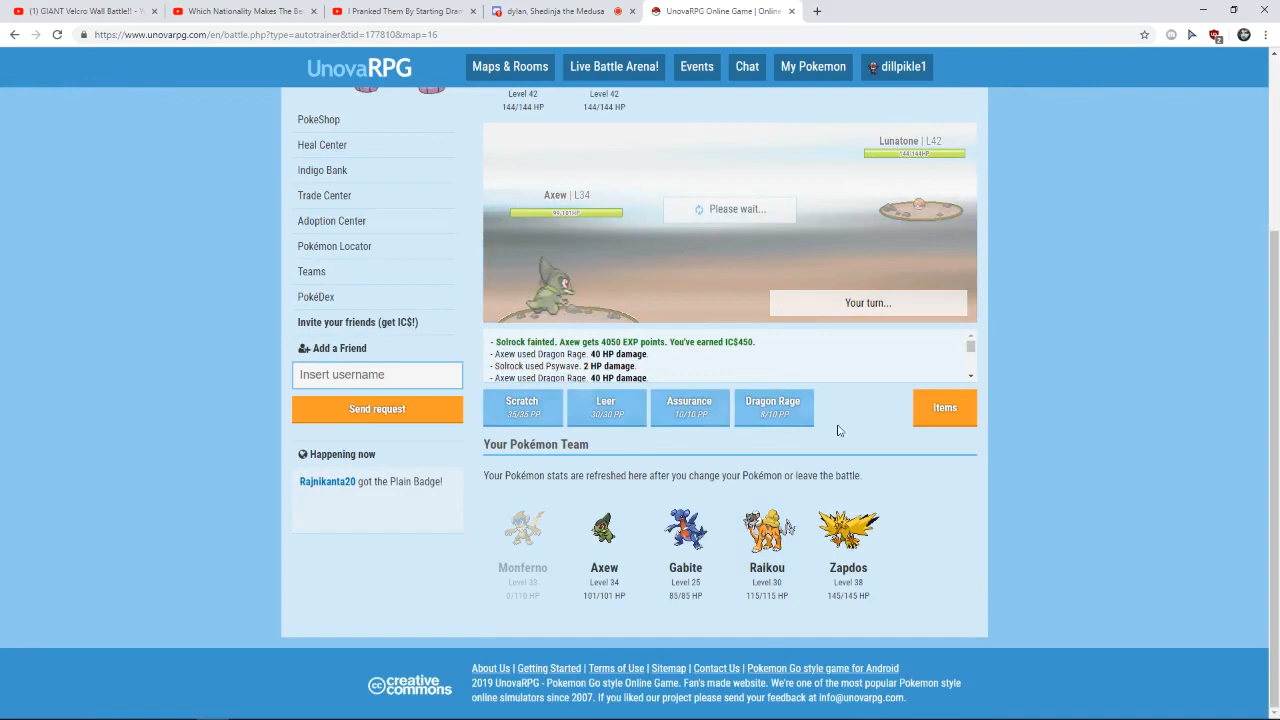 (1) GIANT Velcro Wall Battle!! - Yo
Which Nationality Makes The Be
I Pranked Them By Starting Dram
dylan, Shedinja the Medusa
UnovaRPG Online Game | Online
https://www.unovarpg.com/en/battle.php?type=autotrainer&tid=177810&map=16
UnovaRPG
Maps & Rooms
Live Battle Arena!
Events
Chat
My Pokemon
dillpikle1
Level 42
Level 42
144/144 HP
144/144 HP
PokeShop
Heal Center
Indigo Bank
Trade Center
Adoption Center
Pokémon Locator
Teams
PokéDex
Invite your friends (get IC$!)
Add a Friend
Insert username
Send request
Happening now
Rajnikanta20 got the Plain Badge!
Lunatone | L42
144/144HP
Axew | L34
99/101HP
Please wait...
Your turn...
- Solrock fainted. Axew gets 4050 EXP points. You've earned IC$450.
- Axew used Dragon Rage. 40 HP damage.
- Solrock used Psywave. 2 HP damage.
- Axew used Dragon Rage. 40 HP damage.
Scratch
35/35 PP
Leer
30/30 PP
Assurance
10/10 PP
Dragon Rage
8/10 PP
Items
Your Pokémon Team
Your Pokémon stats are refreshed here after you change your Pokémon or leave the battle.
Monferno
Level 33
0/110 HP
Axew
Level 34
101/101 HP
Gabite
Level 25
85/85 HP
Raikou
Level 30
115/115 HP
Zapdos
Level 38
145/145 HP
creative commons
About Us | Getting Started | Terms of Use | Sitemap | Contact Us | Pokemon Go style game for Android
2019 UnovaRPG - Pokemon Go style Online Game. Fan's made website. We're one of the most popular Pokemon style
online simulators since 2007. If you liked our project please send your feedback at info@unovarpg.com.